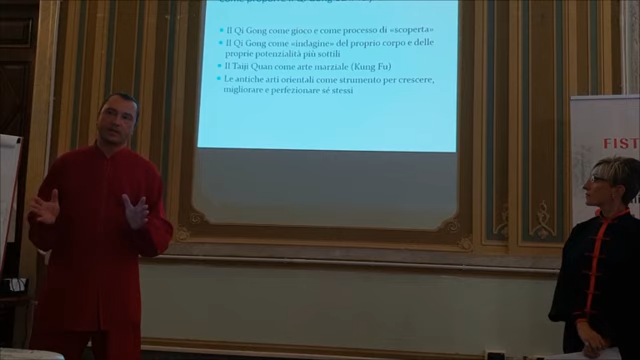 Il Qi Gong come gioco e come processo di «scoperta»
Il Qi Gong come «indagine» del proprio corpo e delle
proprie potenzialità più sottili
Il Taiji Quan come arte marziale (Kung Fu)
Le antiche arti orientali come strumento per crescere,
migliorare e perfezionare sé stessi
FIST